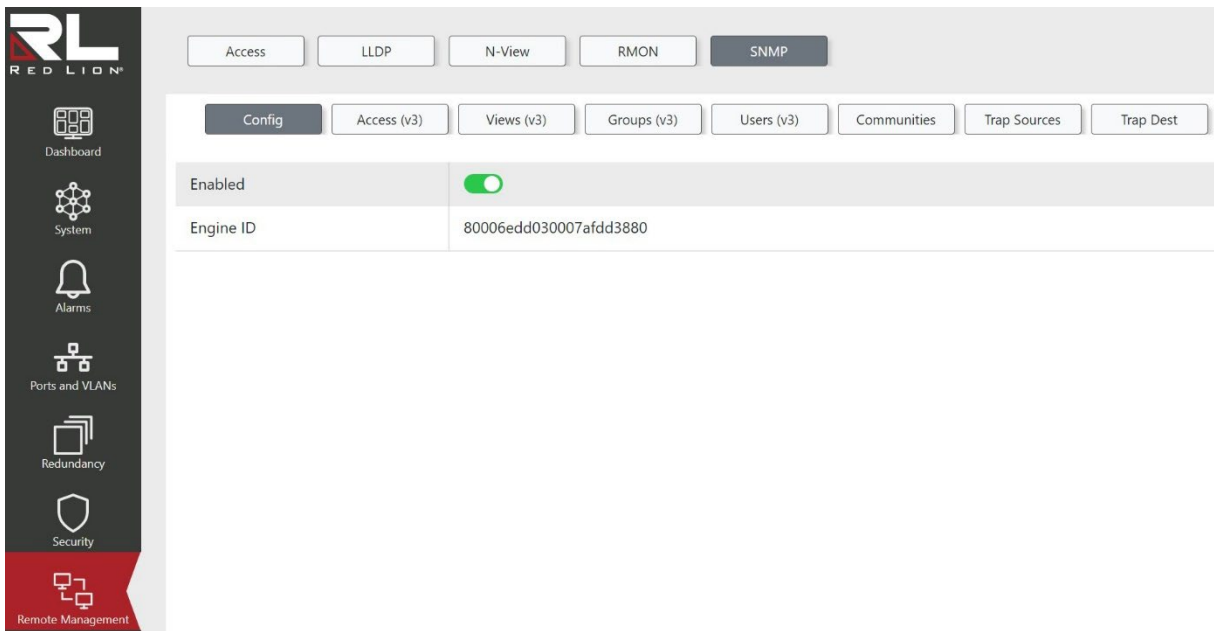 RL
RED LION®
Access LLDP N-View RMON SNMP
Config Access (v3) Views (v3) Groups (v3) Users (v3) Communities Trap Sources Trap Dest
Enabled
Engine ID 80006edd030007afdd3880
Dashboard
System
Alarms
Ports and VLANs
Redundancy
Security
Remote Management